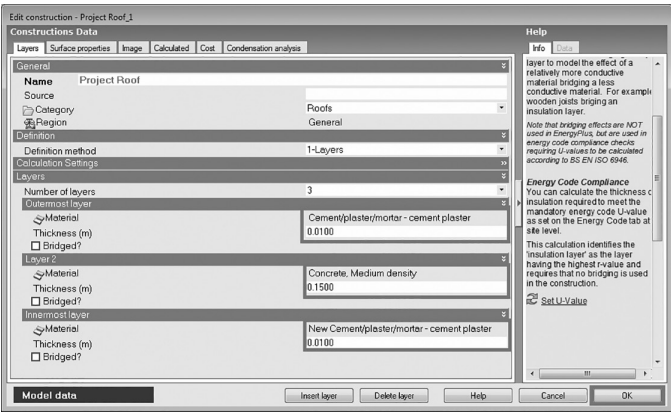 Edit construction - Project Roof_1
Constructions Data
Layers Surface properties Image Calculated Cost Condensation analysis
General
Name Project Roof
Source
Category Roofs
Region General
Definition
Definition method 1-Layers
Calculation Settings
Layers
Number of layers 3
Outermost layer
Material Cement/plaster/mortar - cement plaster
Thickness (m) 0.0100
Bridged?
Layer 2
Material Concrete, Medium density
Thickness (m) 0.1500
Bridged?
Innermost layer
Material New Cement/plaster/mortar - cement plaster
Thickness (m) 0.0100
Bridged?
Model data
Insert layer Delete layer Help Cancel OK
Help
Info Data
layer to model the effect of a
relatively more conductive
material bridging a less
conductive material. For example
wooden joists briging an
insulation layer.
Note that bridging effects are NOT
used in EnergyPlus, but are used in
energy code compliance checks
requiring U-values to be calculated
according to BS EN ISO 6946.
Energy Code Compliance
You can calculate the thickness o
insulation required to meet the
mandatory energy code U-value
as set on the Energy Code tab at
site level.
This calculation identifies the
'insulation layer' as the layer
having the highest r-value and
requires that no bridging is used
in the construction.
Set U-Value